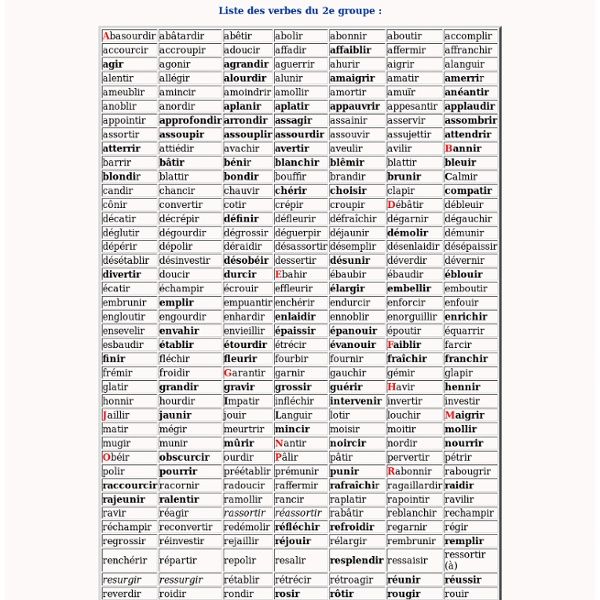 Liste des verbes du 2e groupe :
Abasourdir abâtardir abêtir abolir abonnir aboutir accomplir
accourcir accroupir adoucir affadir affaiblir affermir affranchir
agir agonir agrandir aguerrir ahurir aigrir alanguir
alentir allégir alourdir alunir amaigrir amatir amerrir
ameublir amincir amoindrir amollir amortir amuïr anéantir
anoblir anordir aplanir aplatir appauvrir appesantir applaudir
appointir approfondir arrondir assagir assainir asservir assombrir
assortir assoupir assouplir assourdir assouvir assujettir attendrir
atterrir attiédir avachir avertir aveulir avilir Bannir
barrir bâtir bénir blanchir blêmir blattir bleuir
blondir blattir bondir bouffir brandir brunir Calmir
candir chancir chauvir chérir choisir clapir compatir
cônir convertir cotir crépir croupir Débâtir débleuir
décatir décrépir définir défleurir défraîchir dégarnir dégauchir
déglutir dégourdir dégrossir déguerpir déjaunir démolir démunir
dépérir dépolir déraidir désassortir désemplir désenlaidir désépaissir
désétablir désinvestir désobéir dessertir désunir déverdir dévernir
divertir doucir durcir Ebahir ébaubir ébaudir éblouir
écatir échampir écrouir effleurir élargir embellir emboutir
embrunir emplir empuantir enchérir endurcir enforcir enfouir
engloutir engourdir enhardir enlaidir ennoblir enorguillir enrichir
ensevelir envahir envieillir épaissir épanouir époutir équarrir
esbaudir établir étourdir étrécir évanouir Faiblir farcir
finir fléchir fleurir fourbir fournir fraîchir franchir
frémir froidir Garantir garnir gauchir gémir glapir
glatir grandir gravir grossir guérir Havir hennir
honnir hourdir Impatir infléchir intervenir invertir investir
Jaillir jaunir jouir Languir lotir louchir Maigrir
matir mégir meurtrir mincir moisir moitir mollir
mugir munir mûrir Nantir noircir nordir nourrir
Obéir obscurcir ourdir Pâlir pâtir pervertir pétrir
polir pourrir préétablir prémunir punir Rabonnir rabougrir
raccourcir racornir radoucir raffermir rafraîchir ragaillardir raidir
rajeunir ralentir ramollir rancir raplatir rapointir ravilir
ravir réagir rassortir réassortir rabâtir reblanchir rechampir
réchampir reconvertir redémolir réfléchir refroidir regarnir régir
regrossir réinvestir rejaillir réjouir rélargir rembrunir remplir
renchérir répartir repolir resalir resplendir ressaisir ressortir
(à)
resurgir ressurgir rétablir rétrécir rétroagir réunir réussir
reverdir roidir rondir rosir rôtir rougir rouir